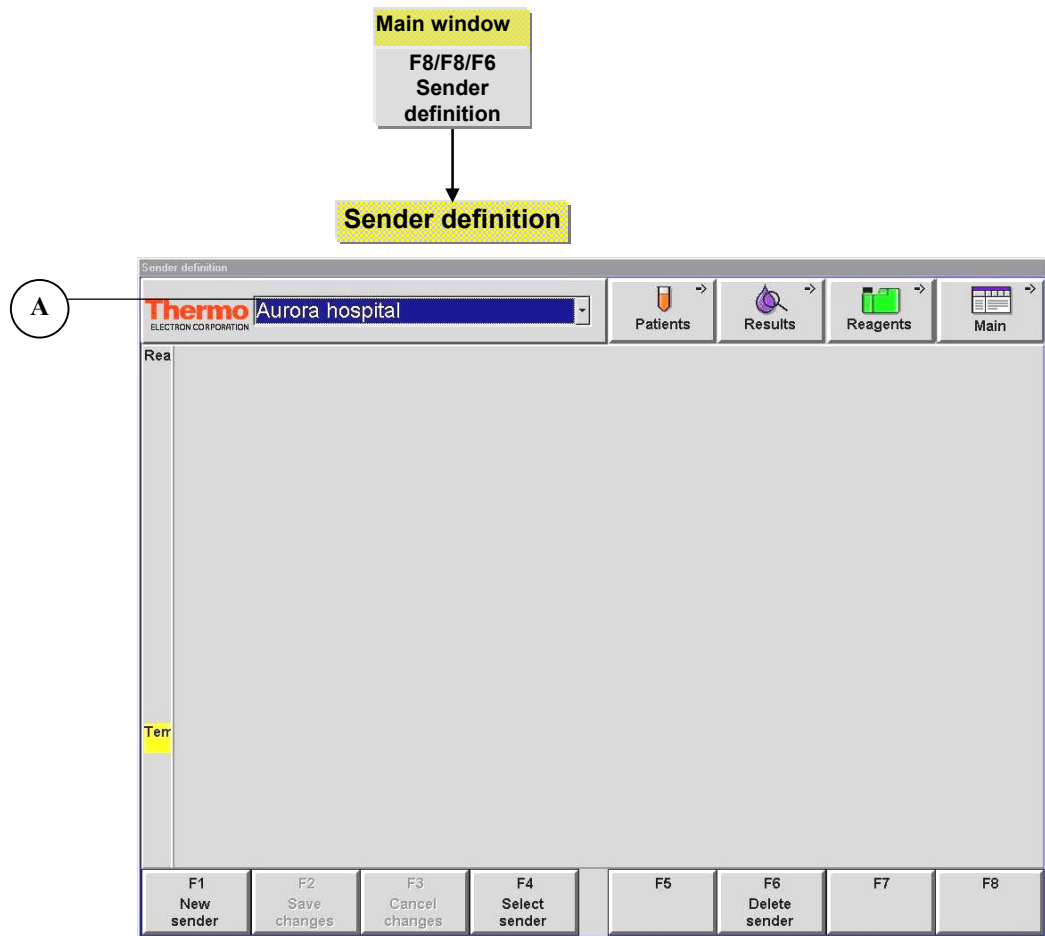 Main window
F8/F8/F6
Sender
definition
Sender definition
Sender definition
A
Thermo
ELECTRON CORPORATION
Aurora hospital
Patients
Results
Reagents
Main
Rea
Tem
F1
New
sender
F2
Save
changes
F3
Cancel
changes
F4
Select
sender
F5
F6
Delete
sender
F7
F8